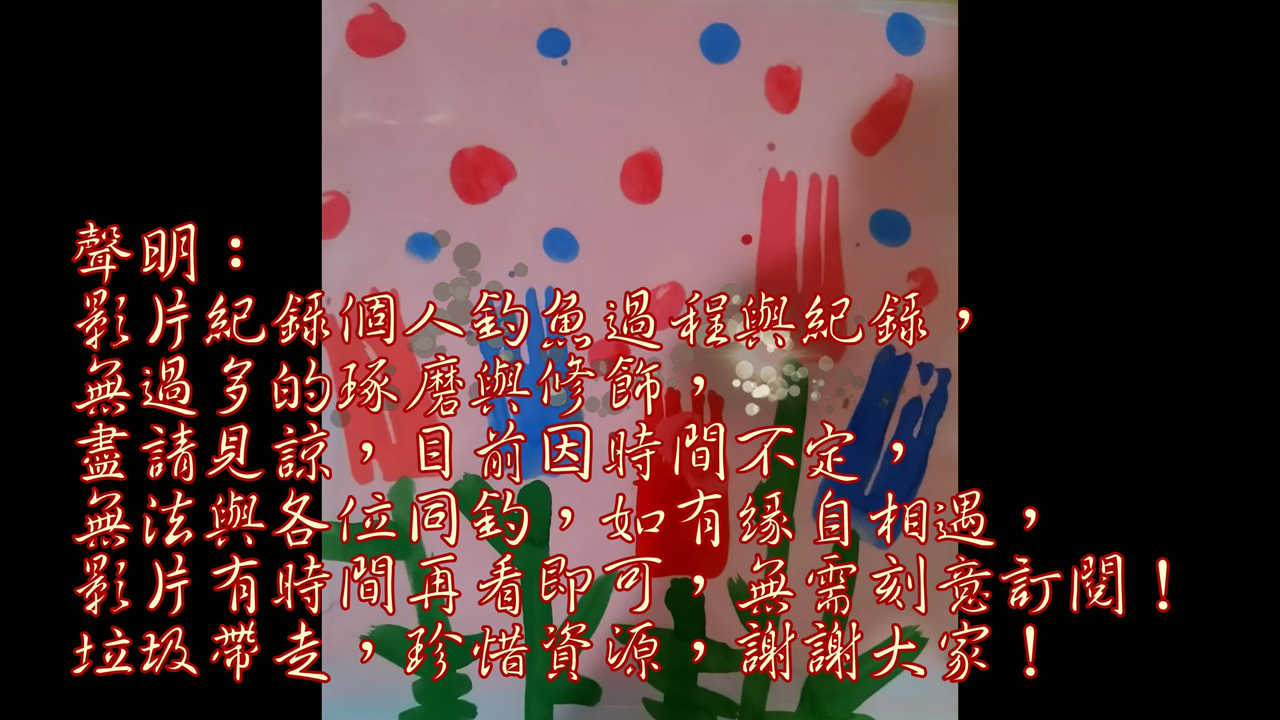 聲明：
影片紀錄個人釣魚過程與紀錄，
無過多的琢磨與修飾，
盡請見諒，目前因時間不定，
無法與各位同釣，如有緣自相遇，
影片有時間再看即可，無需刻意訂閱！
垃圾帶走，珍惜資源，謝謝大家！